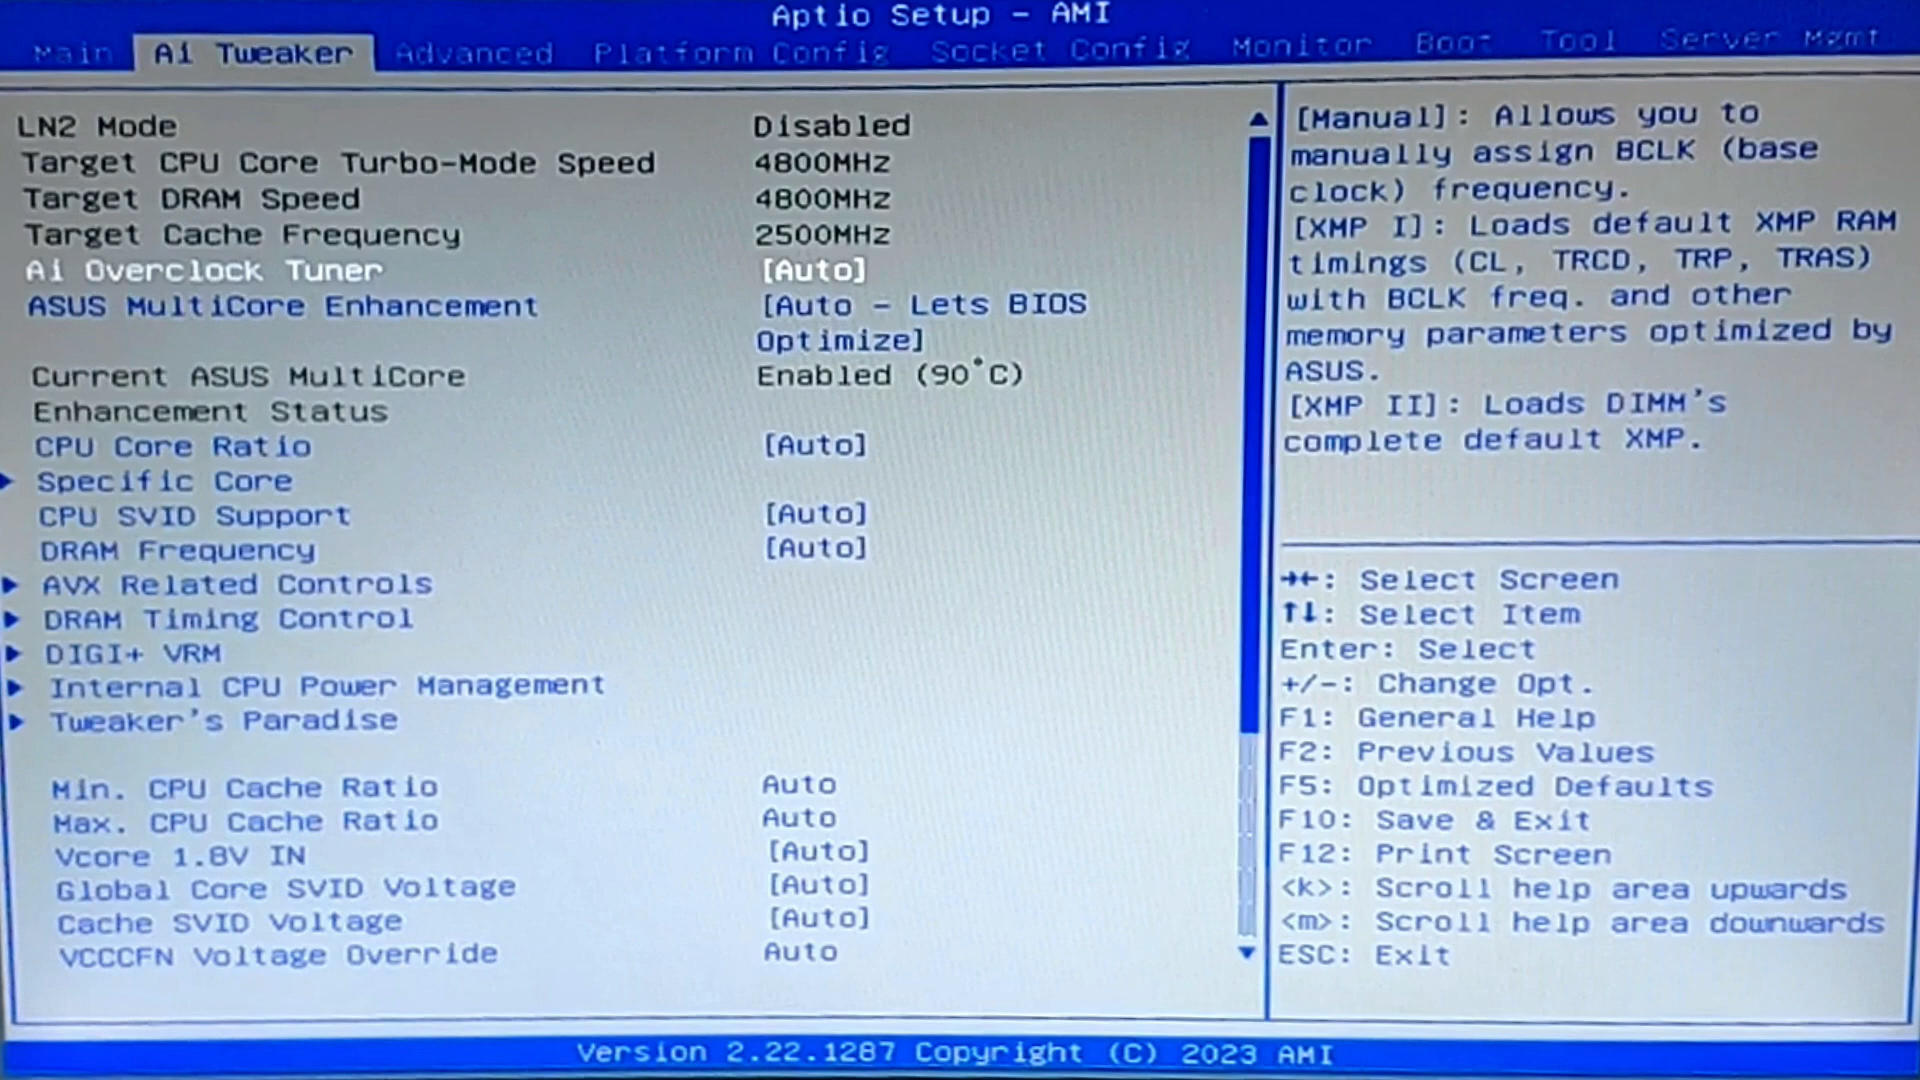 Aptio Setup - AMI
Main Ai Tweaker Advanced Platform Config Socket Config Monitor Boot Tool Server Mgmt
LN2 Mode Disabled
Target CPU Core Turbo-Mode Speed 4800MHz
Target DRAM Speed 4800MHz
Target Cache Frequency 2500MHz
Ai Overclock Tuner [Auto]
ASUS MultiCore Enhancement [Auto - Lets BIOS
Optimize]
Current ASUS MultiCore Enabled (90°C)
Enhancement Status
CPU Core Ratio [Auto]
Specific Core
CPU SVID Support [Auto]
DRAM Frequency [Auto]
AVX Related Controls
DRAM Timing Control
DIGI+ VRM
Internal CPU Power Management
Tweaker's Paradise
Min. CPU Cache Ratio Auto
Max. CPU Cache Ratio Auto
Vcore 1.8V IN [Auto]
Global Core SVID Voltage [Auto]
Cache SVID Voltage [Auto]
VCCCFN Voltage Override Auto
[Manual]: Allows you to
manually assign BCLK (base
clock) frequency.
[XMP I]: Loads default XMP RAM
timings (CL, TRCD, TRP, TRAS)
with BCLK freq. and other
memory parameters optimized by
ASUS.
[XMP II]: Loads DIMM's
complete default XMP.
→←: Select Screen
↑↓: Select Item
Enter: Select
+/-: Change Opt.
F1: General Help
F2: Previous Values
F5: Optimized Defaults
F10: Save & Exit
F12: Print Screen
<k>: Scroll help area upwards
<m>: Scroll help area downwards
ESC: Exit
Version 2.22.1287 Copyright (C) 2023 AMI